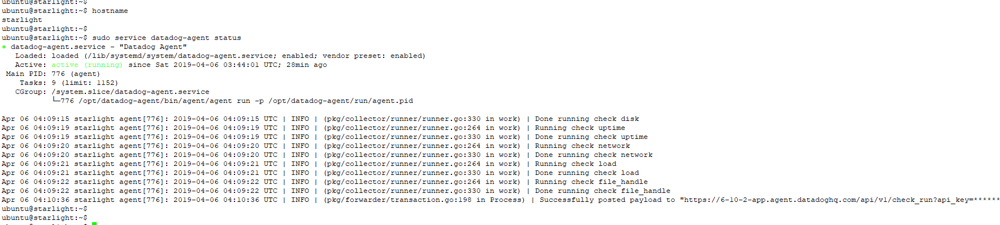 ubuntu@starlight:~$
ubuntu@starlight:~$ hostname
starlight
ubuntu@starlight:~$
ubuntu@starlight:~$ sudo service datadog-agent status
● datadog-agent.service - "Datadog Agent"
   Loaded: loaded (/lib/systemd/system/datadog-agent.service; enabled; vendor preset: enabled)
   Active: active (running) since Sat 2019-04-06 03:44:01 UTC; 28min ago
 Main PID: 776 (agent)
    Tasks: 9 (limit: 1152)
   CGroup: /system.slice/datadog-agent.service
           └─776 /opt/datadog-agent/bin/agent/agent run -p /opt/datadog-agent/run/agent.pid
Apr 06 04:09:15 starlight agent[776]: 2019-04-06 04:09:15 UTC | INFO | (pkg/collector/runner/runner.go:330 in work) | Done running check disk
Apr 06 04:09:19 starlight agent[776]: 2019-04-06 04:09:19 UTC | INFO | (pkg/collector/runner/runner.go:264 in work) | Running check uptime
Apr 06 04:09:19 starlight agent[776]: 2019-04-06 04:09:19 UTC | INFO | (pkg/collector/runner/runner.go:330 in work) | Done running check uptime
Apr 06 04:09:20 starlight agent[776]: 2019-04-06 04:09:20 UTC | INFO | (pkg/collector/runner/runner.go:264 in work) | Running check network
Apr 06 04:09:20 starlight agent[776]: 2019-04-06 04:09:20 UTC | INFO | (pkg/collector/runner/runner.go:330 in work) | Done running check network
Apr 06 04:09:21 starlight agent[776]: 2019-04-06 04:09:21 UTC | INFO | (pkg/collector/runner/runner.go:264 in work) | Running check load
Apr 06 04:09:21 starlight agent[776]: 2019-04-06 04:09:21 UTC | INFO | (pkg/collector/runner/runner.go:330 in work) | Done running check load
Apr 06 04:09:22 starlight agent[776]: 2019-04-06 04:09:22 UTC | INFO | (pkg/collector/runner/runner.go:264 in work) | Running check file_handle
Apr 06 04:09:22 starlight agent[776]: 2019-04-06 04:09:22 UTC | INFO | (pkg/collector/runner/runner.go:330 in work) | Done running check file_handle
Apr 06 04:10:36 starlight agent[776]: 2019-04-06 04:10:36 UTC | INFO | (pkg/forwarder/transaction.go:198 in Process) | Successfully posted payload to "https://6-10-2-app.agent.datadoghq.com/api/v1/check_run?api_key=******
ubuntu@starlight:~$
ubuntu@starlight:~$